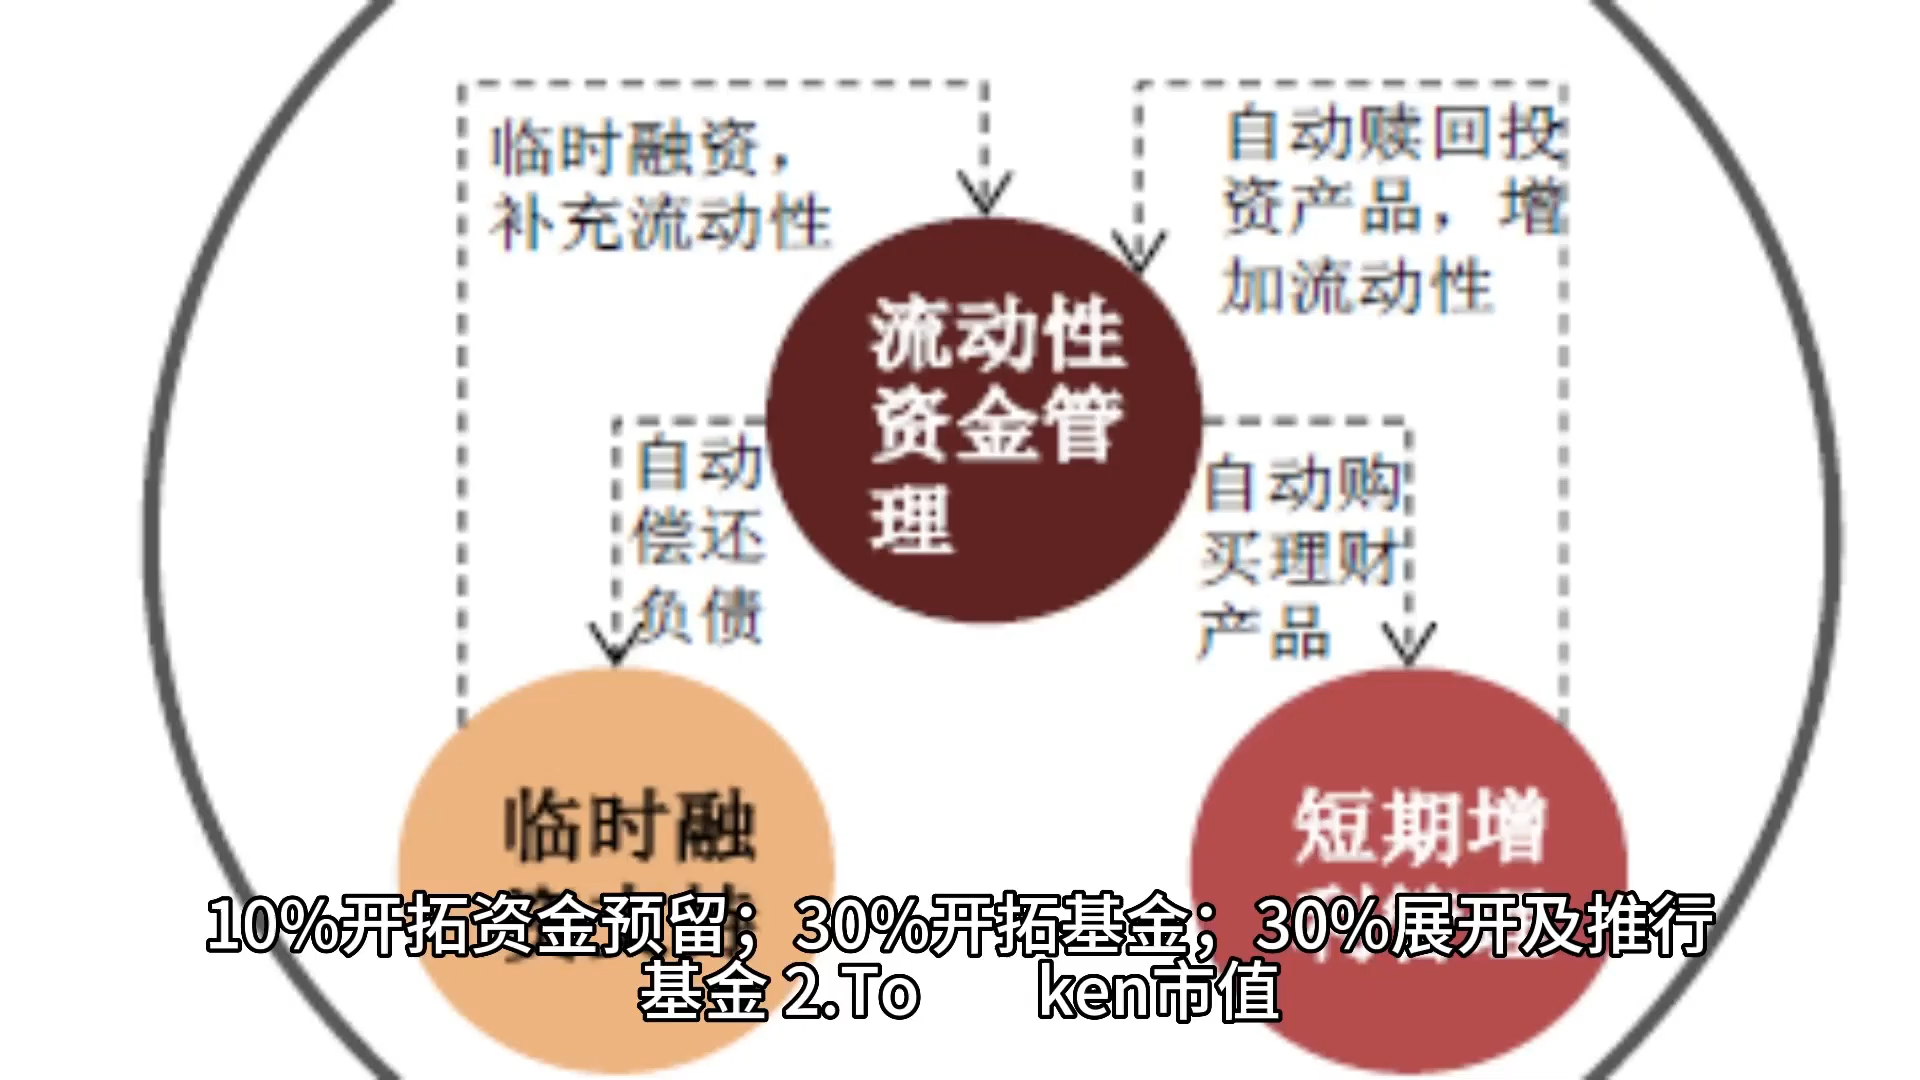 临时融资，
补充流动性
自动赎回投
资产品，增
加流动性
流动性
资金管
理
自动
偿还
负债
自动购
买理财
产品
临时融
短期增
10%开拓资金预留；30%开拓基金；30%展开及推行
基金 2.To ken市值